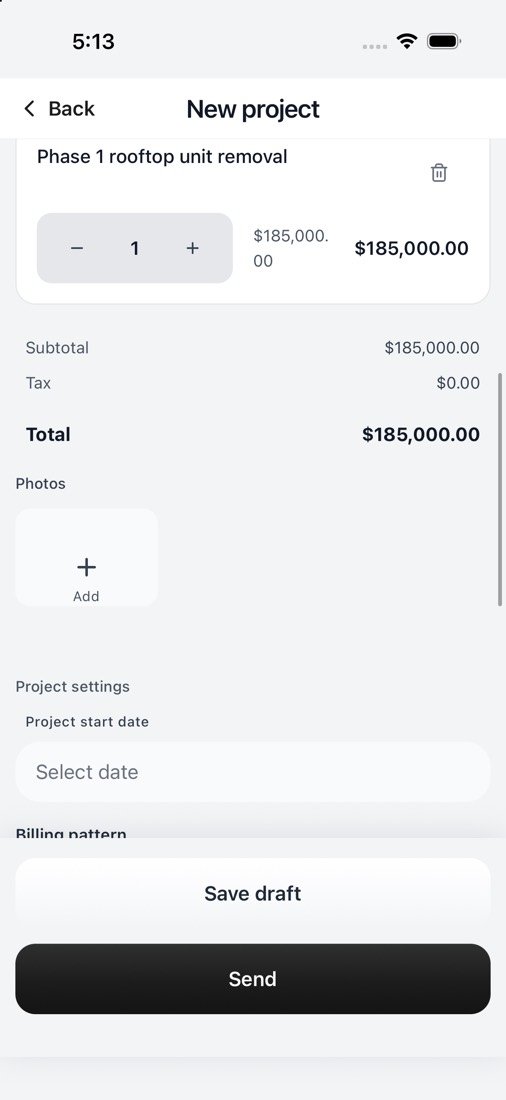 5:13
Back
New project
Phase 1 rooftop unit removal
− 1 +
$185,000.
00
$185,000.00
Subtotal $185,000.00
Tax $0.00
Total $185,000.00
Photos
+
Add
Project settings
Project start date
Select date
Billing pattern
Save draft
Send